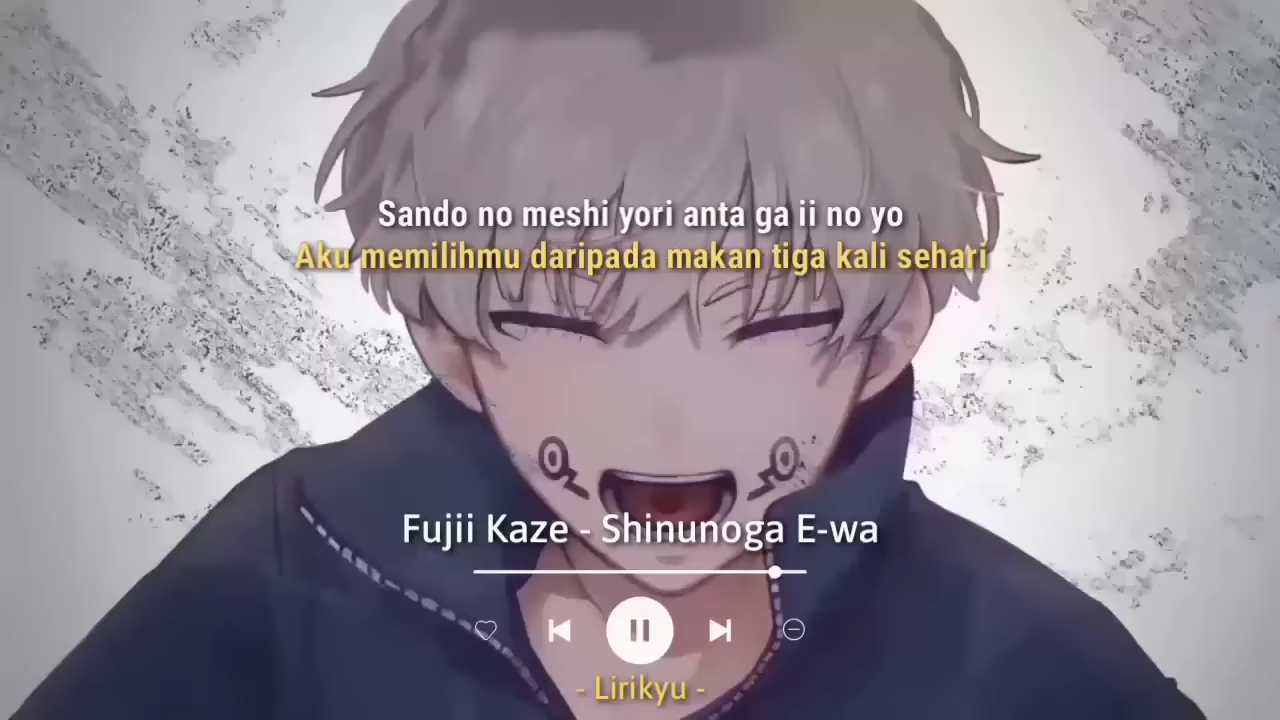 Sando no meshi yori anta ga ii no yo
Aku memilihmu daripada makan tiga kali sehari
Fujii Kaze - Shinunoga E-wa
- Lirikyu -